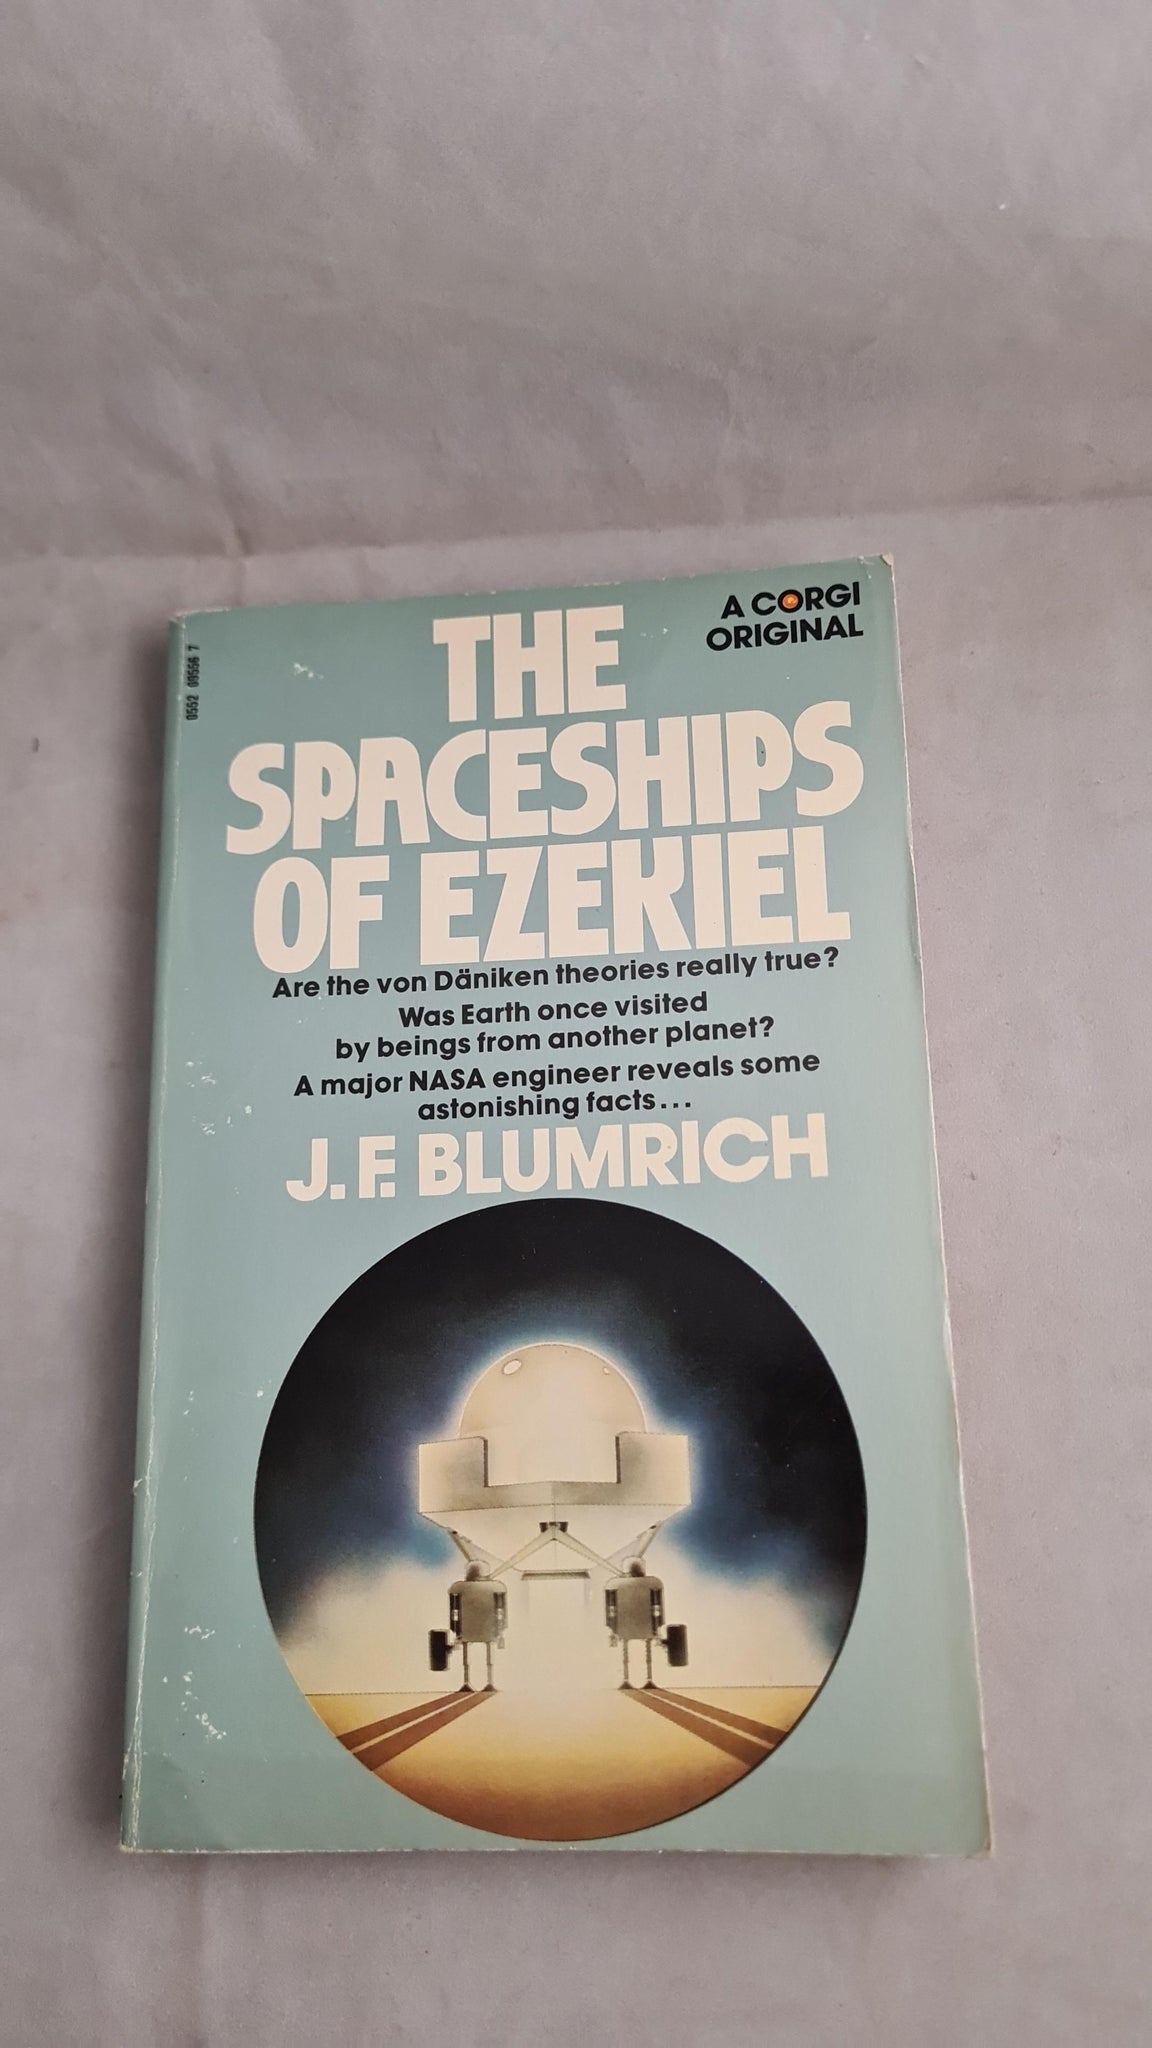 A CORGI
ORIGINAL
0552 09556 7
THE
SPACESHIPS
OF EZEKIEL
Are the von Däniken theories really true?
Was Earth once visited
by beings from another planet?
A major NASA engineer reveals some
astonishing facts...
J.F. BLUMRICH